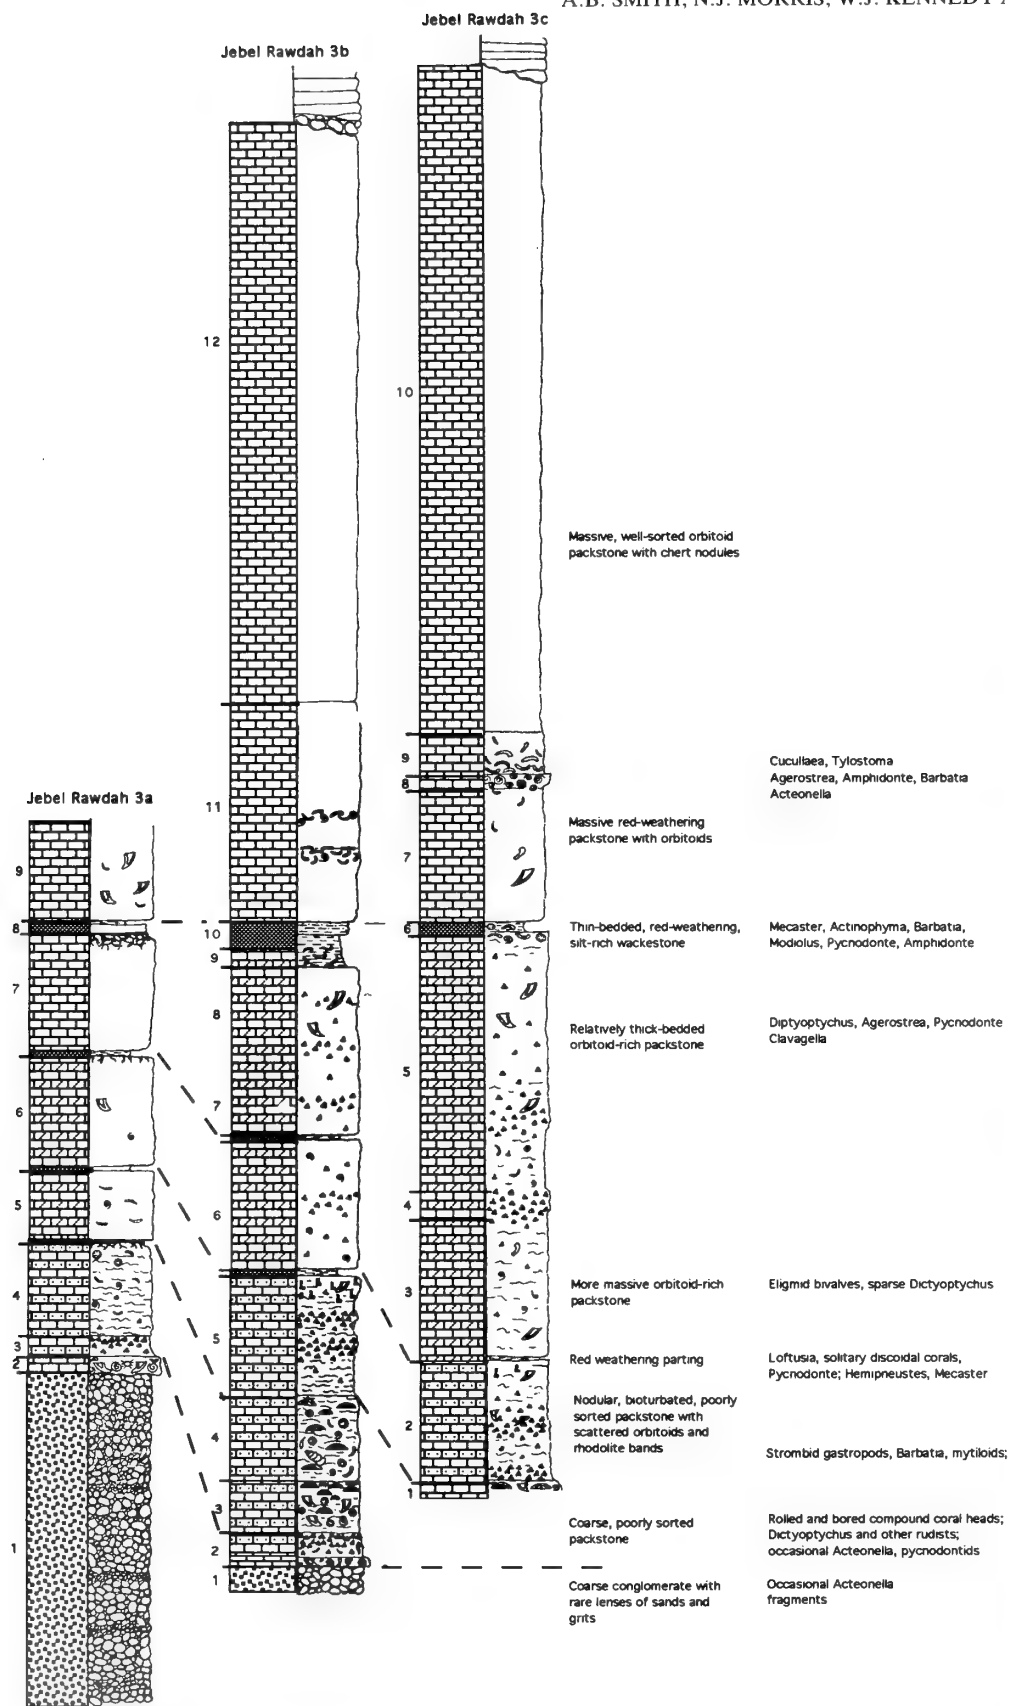 A.B. SMITH, N.J. MORRIS, W.J. KENNEDY
Jebel Rawdah 3c
Jebel Rawdah 3b
12
10
Massive, well-sorted orbitoid
packstone with chert nodules
9
8
Cucullaea, Tylostoma
Agerostrea, Amphidonte, Barbatia
Acteonella
Jebel Rawdah 3a
11
7
Massive red-weathering
packstone with orbitoids
9
8
10
9
6
Thin-bedded, red-weathering,
silt-rich wackestone
Mecaster, Actinophyma, Barbatia,
Modiolus, Pycnodonte, Amphidonte
7
8
Relatively thick-bedded
orbitoid-rich packstone
Diptyoptychus, Agerostrea, Pycnodonte
Clavagella
5
6
7
5
6
4
4
3
More massive orbitoid-rich
packstone
Eligmid bivalves, sparse Dictyoptychus
3
2
5
Red weathering parting
Loftusia, solitary discoidal corals,
Pycnodonte; Hemipneustes, Mecaster
4
2
Nodular, bioturbated, poorly
sorted packstone with
scattered orbitoids and
rhodolite bands
Strombid gastropods, Barbatia, mytiloids;
1
3
1
2
Coarse, poorly sorted
packstone
Rolled and bored compound coral heads;
Dictyoptychus and other rudists;
occasional Acteonella, pycnodontids
1
Coarse conglomerate with
rare lenses of sands and
grits
Occasional Acteonella
fragments